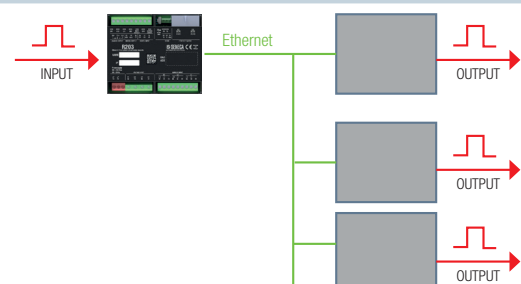 Ethernet
R203
SENECA
CE
INPUT
OUTPUT
OUTPUT
OUTPUT